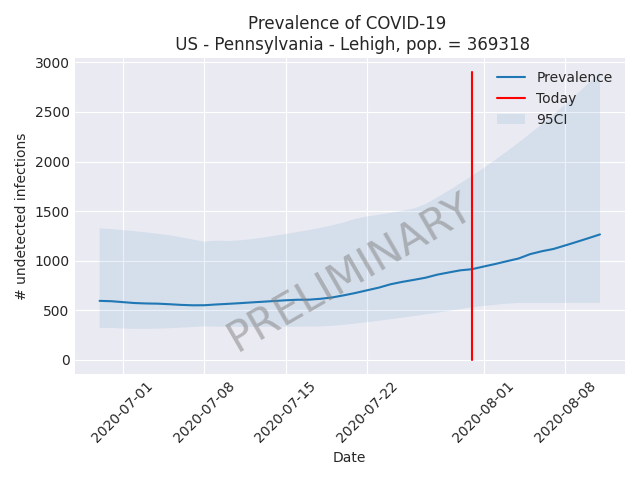 Prevalence of COVID-19
US - Pennsylvania - Lehigh, pop. = 369318
# undetected infections
3000
2500
2000
1500
1000
500
0
Prevalence
Today
95CI
PRELIMINARY
2020-07-01
2020-07-08
2020-07-15
2020-07-22
2020-08-01
2020-08-08
Date